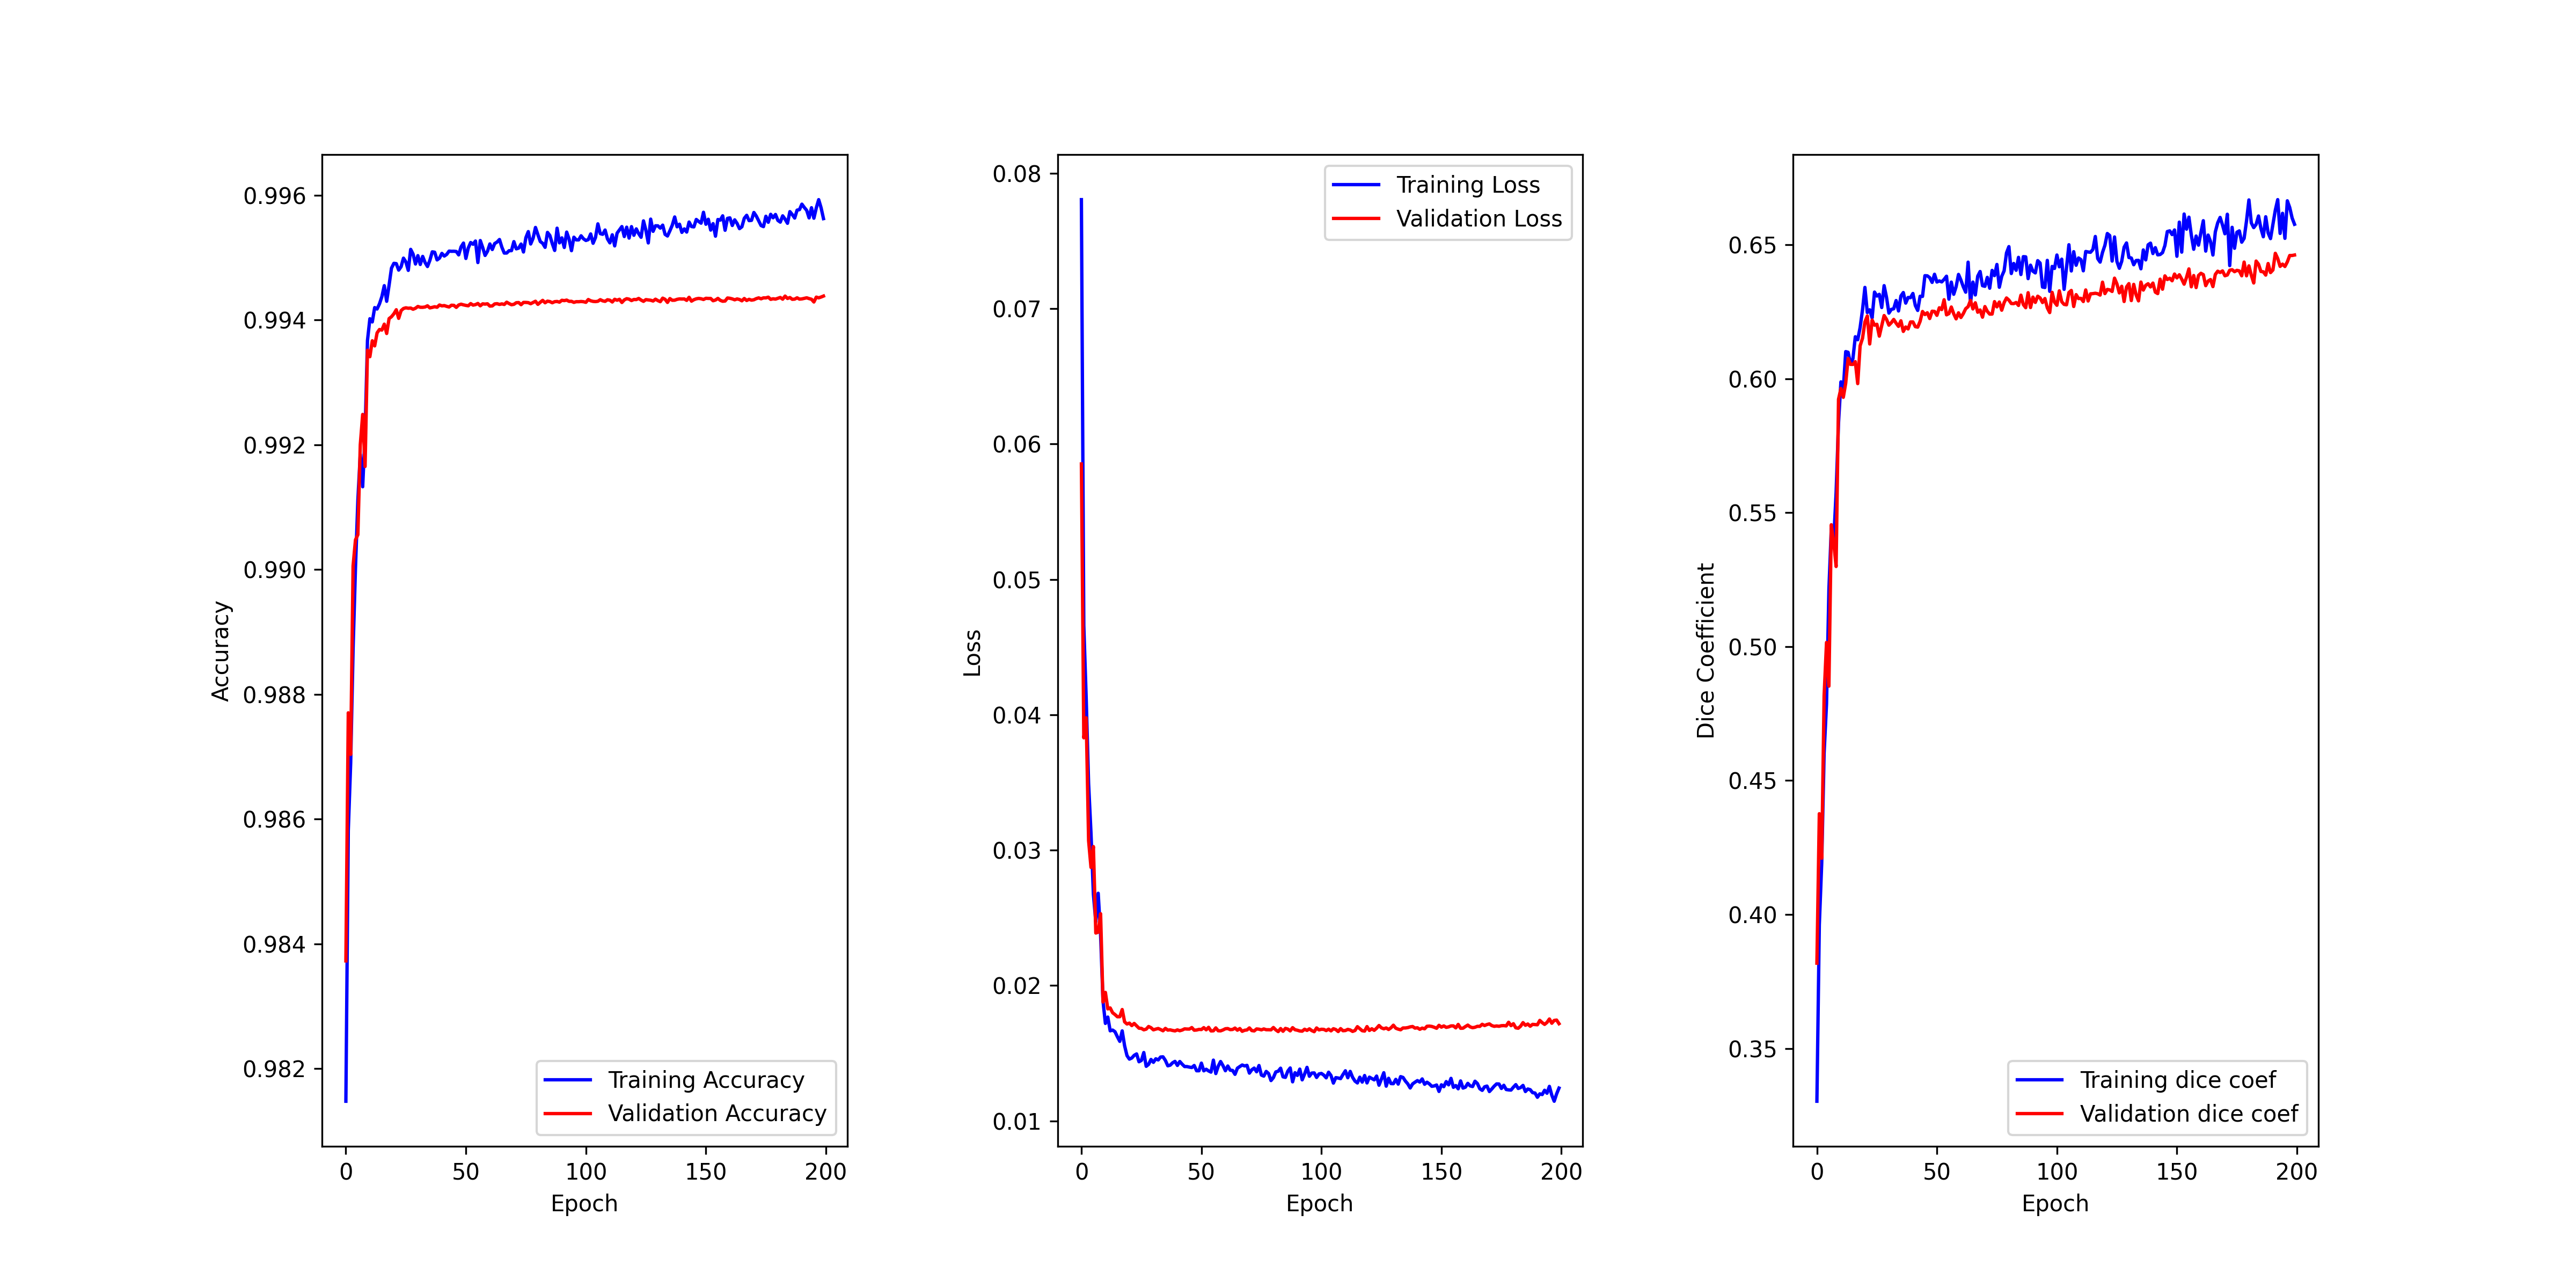 0.996
0.994
0.992
0.990
0.988
0.986
0.984
0.982
Accuracy
Training Accuracy
Validation Accuracy
0 50 100 150 200
Epoch
0.08
0.07
0.06
0.05
0.04
0.03
0.02
0.01
Loss
Training Loss
Validation Loss
0 50 100 150 200
Epoch
0.65
0.60
0.55
0.50
0.45
0.40
0.35
Dice Coefficient
Training dice coef
Validation dice coef
0 50 100 150 200
Epoch